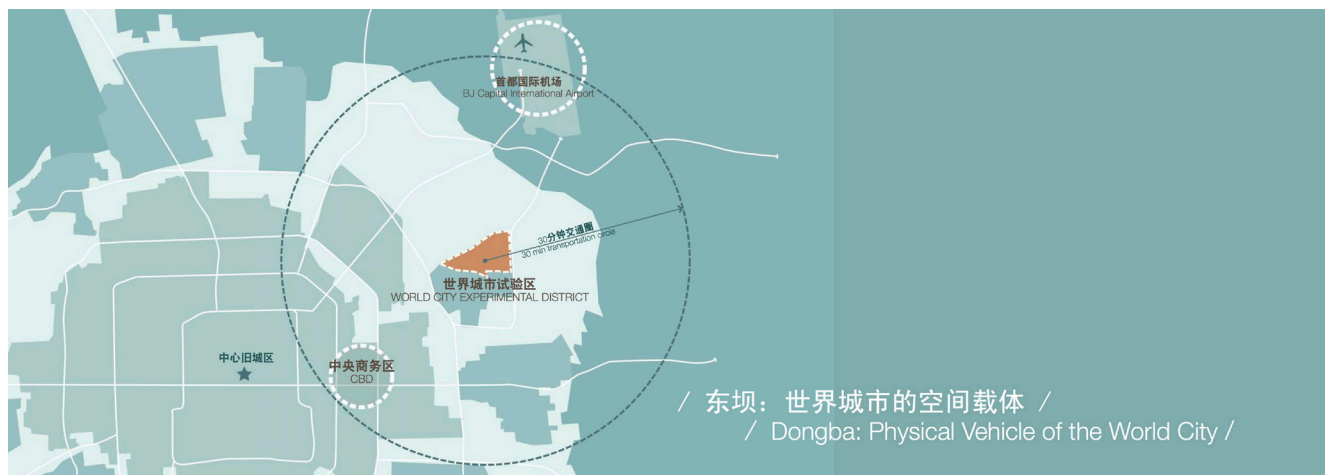 首都国际机场
BJ Capital International Airport
30分钟交通圈
30 min transportation circle
世界城市试验区
WORLD CITY EXPERIMENTAL DISTRICT
中心旧城区
中央商务区
CBD
/ 东坝：世界城市的空间载体 /
/ Dongba: Physical Vehicle of the World City /